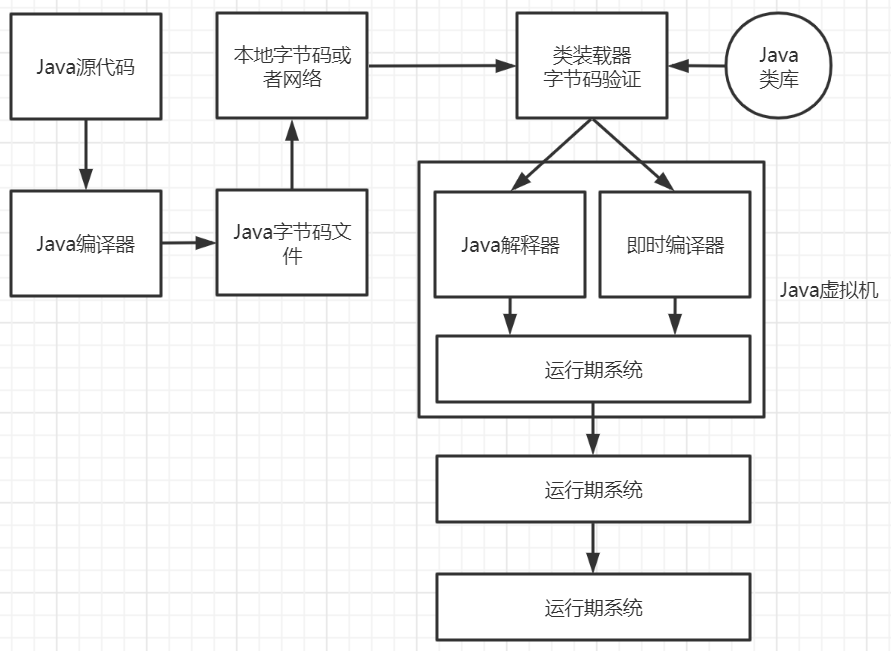 Java源代码
本地字节码或
者网络
类装载器
字节码验证
Java
类库
Java编译器
Java字节码文
件
Java解释器
即时编译器
Java虚拟机
运行期系统
运行期系统
运行期系统